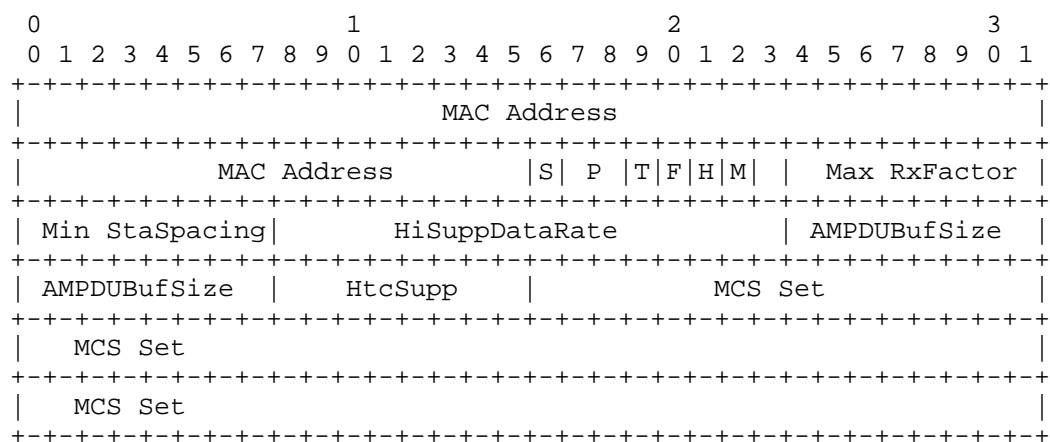 0                   1                   2                   3
 0 1 2 3 4 5 6 7 8 9 0 1 2 3 4 5 6 7 8 9 0 1 2 3 4 5 6 7 8 9 0 1
+-+-+-+-+-+-+-+-+-+-+-+-+-+-+-+-+-+-+-+-+-+-+-+-+-+-+-+-+-+-+-+-+
|                          MAC Address                          |
+-+-+-+-+-+-+-+-+-+-+-+-+-+-+-+-+-+-+-+-+-+-+-+-+-+-+-+-+-+-+-+-+
|            MAC Address        |S| P |T|F|H|M| |  Max RxFactor |
+-+-+-+-+-+-+-+-+-+-+-+-+-+-+-+-+-+-+-+-+-+-+-+-+-+-+-+-+-+-+-+-+
| Min StaSpacing|       HiSuppDataRate          | AMPDUBufSize  |
+-+-+-+-+-+-+-+-+-+-+-+-+-+-+-+-+-+-+-+-+-+-+-+-+-+-+-+-+-+-+-+-+
| AMPDUBufSize  |    HtcSupp    |           MCS Set             |
+-+-+-+-+-+-+-+-+-+-+-+-+-+-+-+-+-+-+-+-+-+-+-+-+-+-+-+-+-+-+-+-+
|   MCS Set                                                     |
+-+-+-+-+-+-+-+-+-+-+-+-+-+-+-+-+-+-+-+-+-+-+-+-+-+-+-+-+-+-+-+-+
|   MCS Set                                                     |
+-+-+-+-+-+-+-+-+-+-+-+-+-+-+-+-+-+-+-+-+-+-+-+-+-+-+-+-+-+-+-+-+